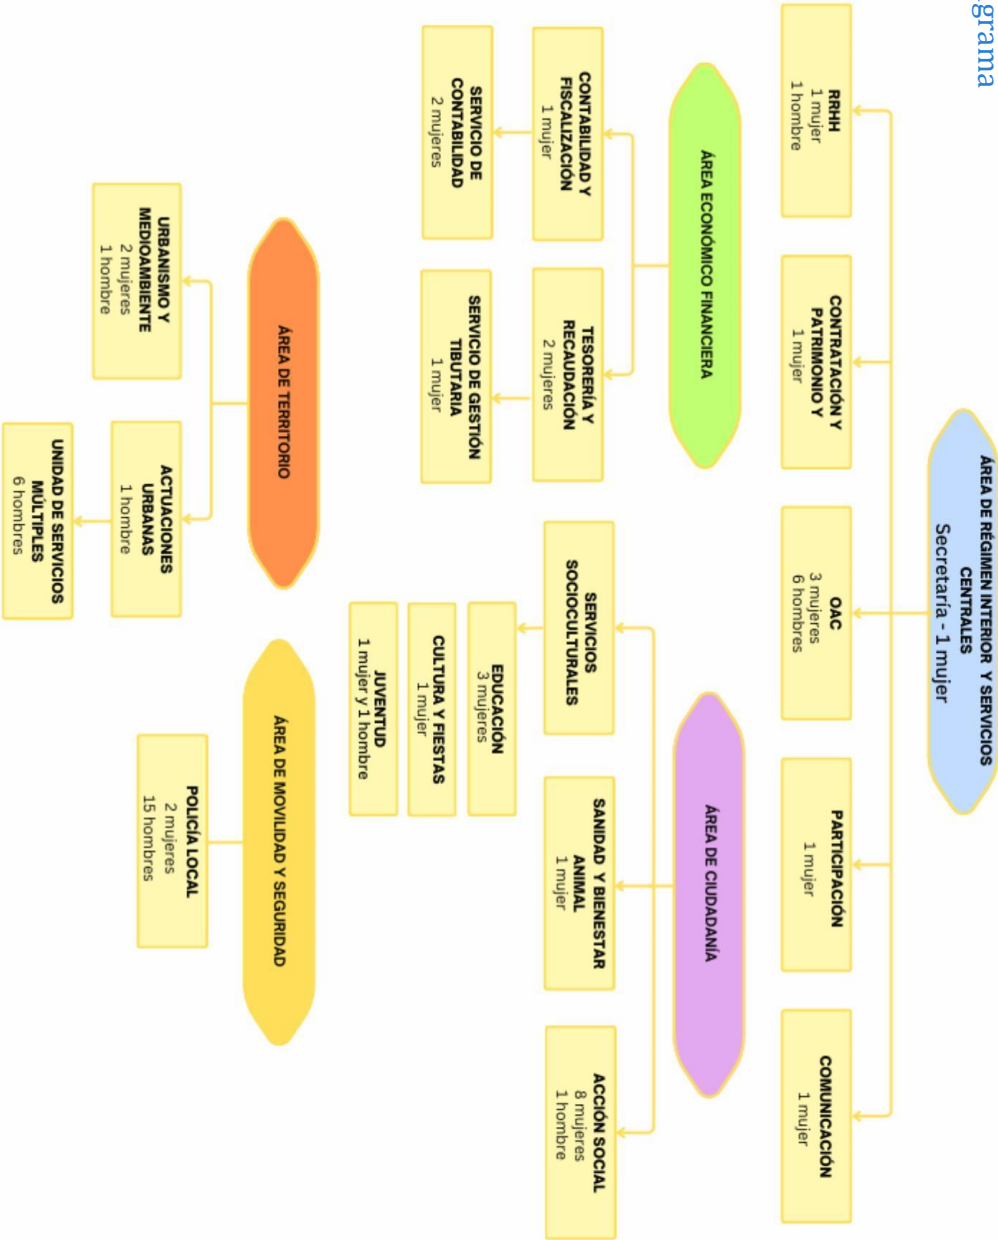 grama
ÁREA DE RÉGIMEN INTERIOR Y SERVICIOS
CENTRALES
Secretaría - 1 mujer
RRHH
1 mujer
1 hombre
CONTRATACIÓN Y
PATRIMONIO Y
1 mujer
OAC
3 mujeres
6 hombres
PARTICIPACIÓN
1 mujer
COMUNICACIÓN
1 mujer
ÁREA ECONÓMICO FINANCIERA
CONTABILIDAD Y
FISCALIZACIÓN
1 mujer
TESORERÍA Y
RECAUDACIÓN
2 mujeres
SERVICIO DE
CONTABILIDAD
2 mujeres
SERVICIO DE GESTIÓN
TIBUTARIA
1 mujer
ÁREA DE CIUDADANÍA
SERVICIOS
SOCIOCULTURALES
SANIDAD Y BIENESTAR
ANIMAL
1 mujer
ACCIÓN SOCIAL
8 mujeres
1 hombre
EDUCACIÓN
3 mujeres
CULTURA Y FIESTAS
1 mujer
JUVENTUD
1 mujer y 1 hombre
ÁREA DE TERRITORIO
URBANISMO Y
MEDIOAMBIENTE
2 mujeres
1 hombre
ACTUACIONES
URBANAS
1 hombre
UNIDAD DE SERVICIOS
MÚLTIPLES
6 hombres
ÁREA DE MOVILIDAD Y SEGURIDAD
POLICÍA LOCAL
2 mujeres
15 hombres